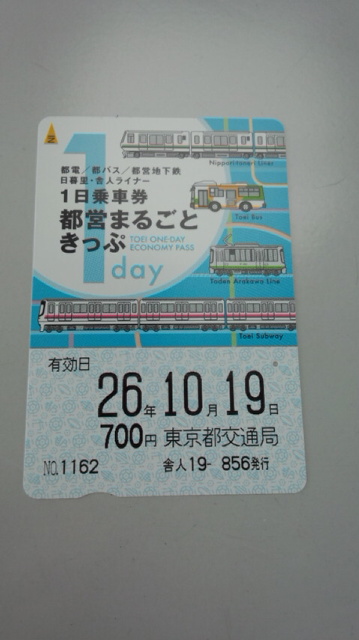 都電／都バス／都営地下鉄
日暮里・舎人ライナー
1日乗車券
都営まるごと
きっぷ TOEI ONE-DAY
ECONOMY PASS
1day
Nippori-toneri Liner
Toei Bus
Toden Arakawa Line
Toei Subway
有効日
26年10月19日
700円 東京都交通局
NO.1162 舎人19- 856発行